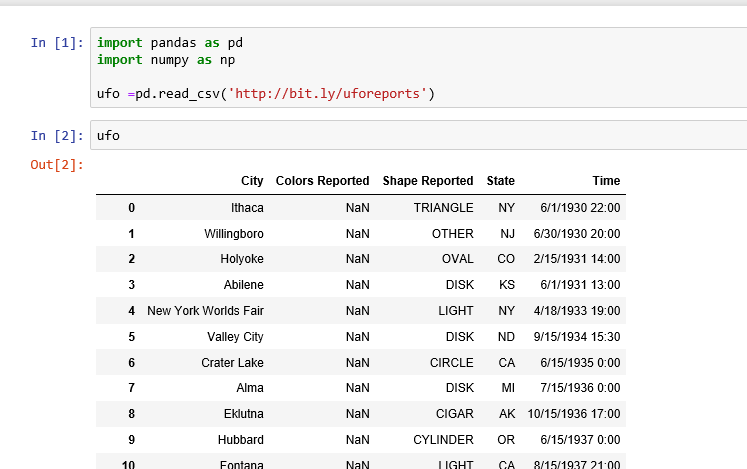 In [1]: import pandas as pd
import numpy as np
ufo =pd.read_csv('http://bit.ly/uforeports')
In [2]: ufo
Out[2]:
City Colors Reported Shape Reported State Time
0 Ithaca NaN TRIANGLE NY 6/1/1930 22:00
1 Willingboro NaN OTHER NJ 6/30/1930 20:00
2 Holyoke NaN OVAL CO 2/15/1931 14:00
3 Abilene NaN DISK KS 6/1/1931 13:00
4 New York Worlds Fair NaN LIGHT NY 4/18/1933 19:00
5 Valley City NaN DISK ND 9/15/1934 15:30
6 Crater Lake NaN CIRCLE CA 6/15/1935 0:00
7 Alma NaN DISK MI 7/15/1936 0:00
8 Eklutna NaN CIGAR AK 10/15/1936 17:00
9 Hubbard NaN CYLINDER OR 6/15/1937 0:00
10 Fontana NaN LIGHT CA 8/15/1937 21:00